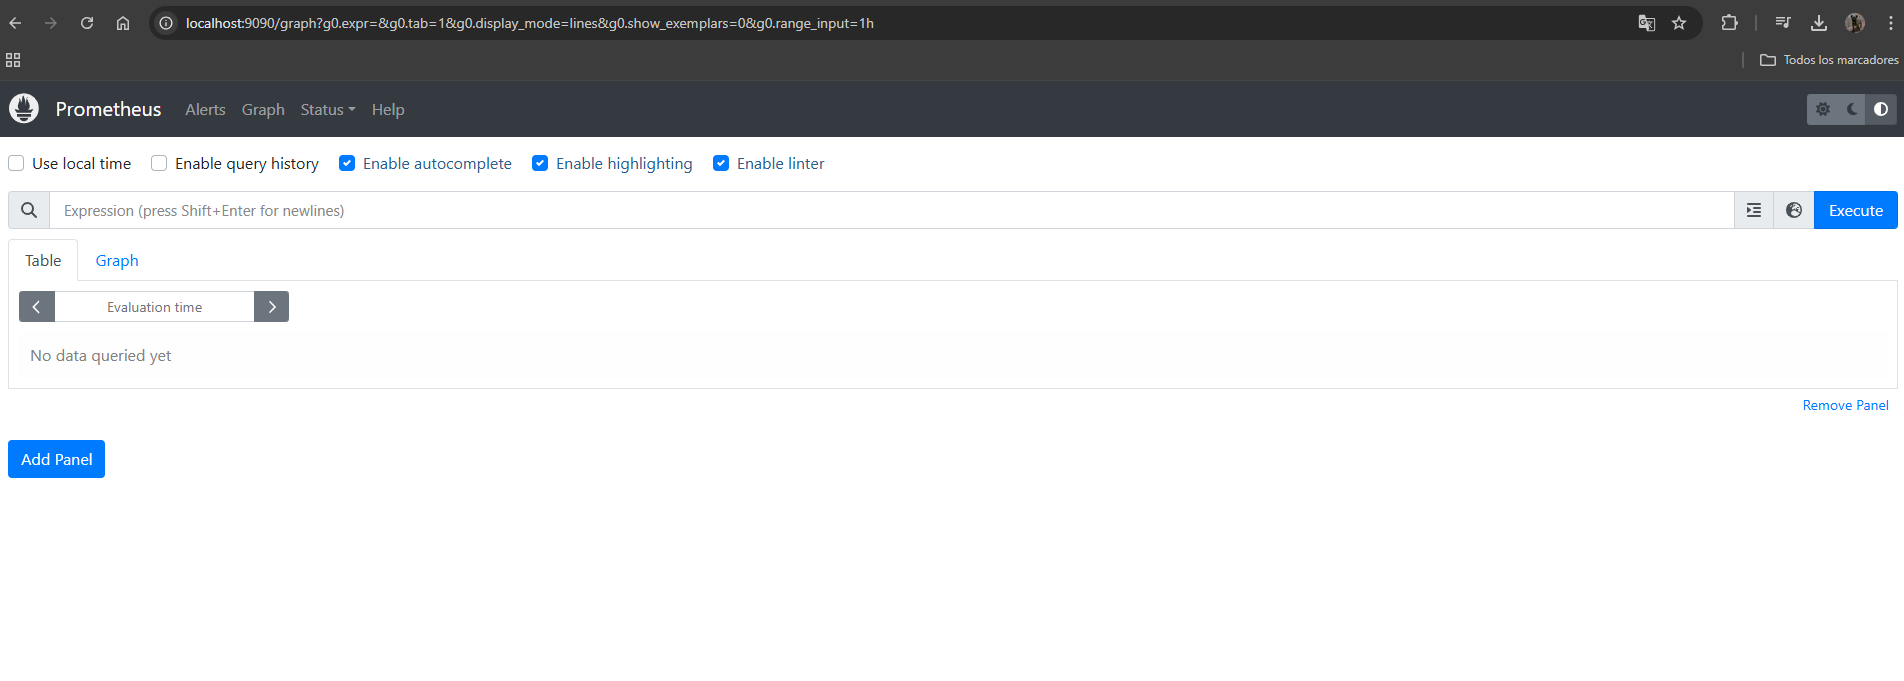 localhost:9090/graph?g0.expr=&g0.tab=1&g0.display_mode=lines&g0.show_exemplars=0&g0.range_input=1h
Todos los marcadores
Prometheus Alerts Graph Status Help
Use local time Enable query history Enable autocomplete Enable highlighting Enable linter
Expression (press Shift+Enter for newlines) Execute
Table Graph
Evaluation time
No data queried yet
Remove Panel
Add Panel